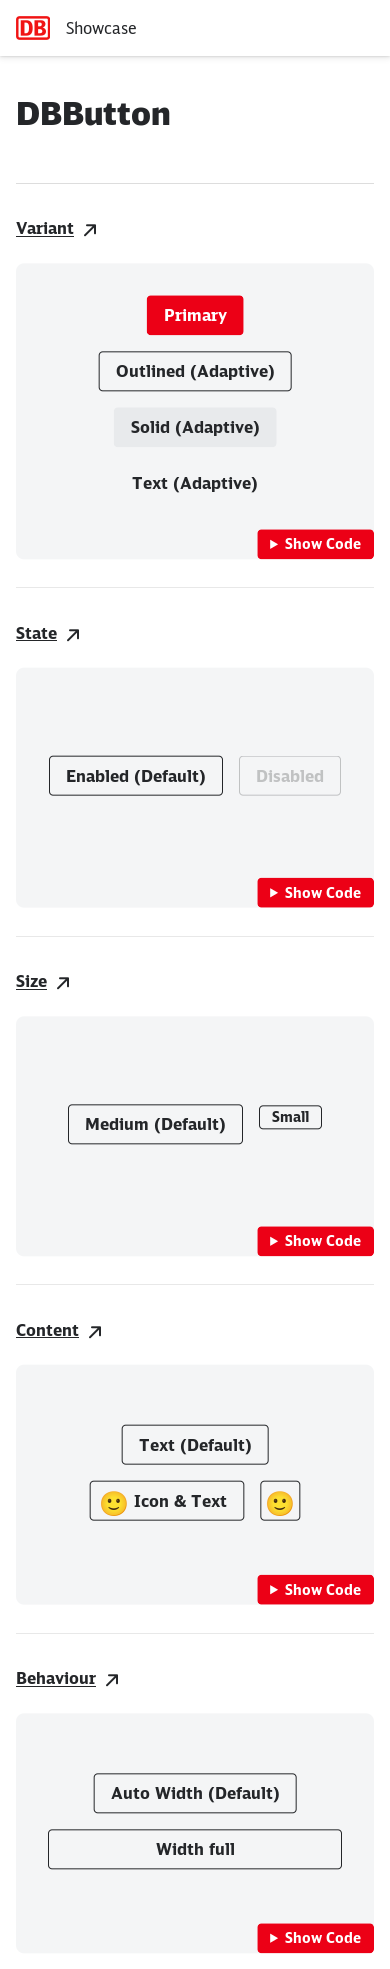 DB Showcase
DBButton
Variant
Primary
Outlined (Adaptive)
Solid (Adaptive)
Text (Adaptive)
Show Code
State
Enabled (Default) Disabled
Show Code
Size
Medium (Default) Small
Show Code
Content
Text (Default)
🙂 Icon & Text 🙂
Show Code
Behaviour
Auto Width (Default)
Width full
Show Code